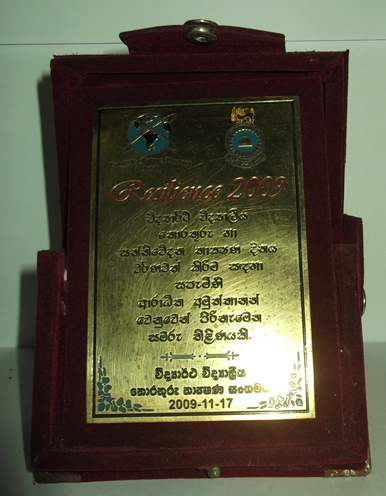 Resilience 2009
විද්‍යාර්ථ විද්‍යාලීය
තොරතුරු හා
සන්නිවේදන තාක්ෂණ දිනය
වර්ණවත් කිරීම සඳහා
සපැමිණි
ආරාධිත අමුත්තන්
වෙනුවෙන් පිරිනැමෙන
සමරු තිළිණයකි.
විද්‍යාර්ථ විද්‍යාලීය
තොරතුරු තාක්ෂණ සංගමය
2009-11-17